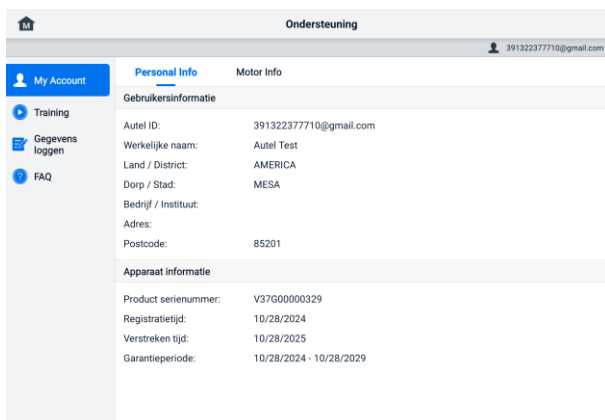 M
Ondersteuning
391322377710@gmail.com
My Account
Training
Gegevens
loggen
FAQ
Personal Info
Motor Info
Gebruikersinformatie
Autel ID:
391322377710@gmail.com
Werkelijke naam:
Autel Test
Land / District:
AMERICA
Dorp / Stad:
MESA
Bedrijf / Instituut:
Adres:
Postcode:
85201
Apparaat informatie
Product serienummer:
V37G00000329
Registratietijd:
10/28/2024
Verstreken tijd:
10/28/2025
Garantieperiode:
10/28/2024 - 10/28/2029